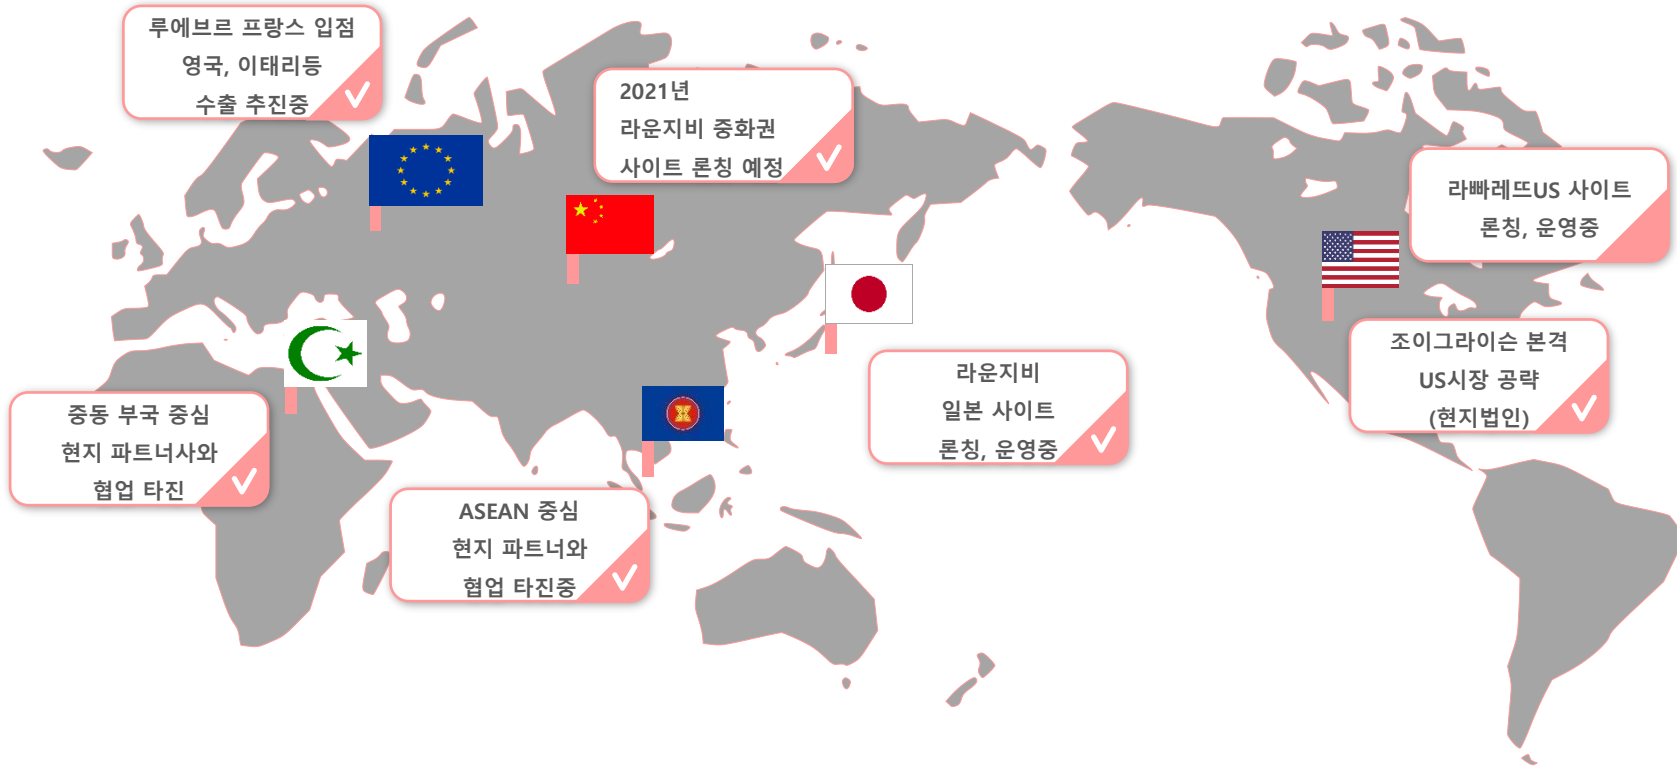 루에브르 프랑스 입점
영국, 이태리등
수출 추진중
2021년
라운지비 중화권
사이트 론칭 예정
라빠레뜨US 사이트
론칭, 운영중
조이그라이슨 본격
US시장 공략
(현지법인)
라운지비
일본 사이트
론칭, 운영중
중동 부국 중심
현지 파트너사와
협업 타진
ASEAN 중심
현지 파트너와
협업 타진중